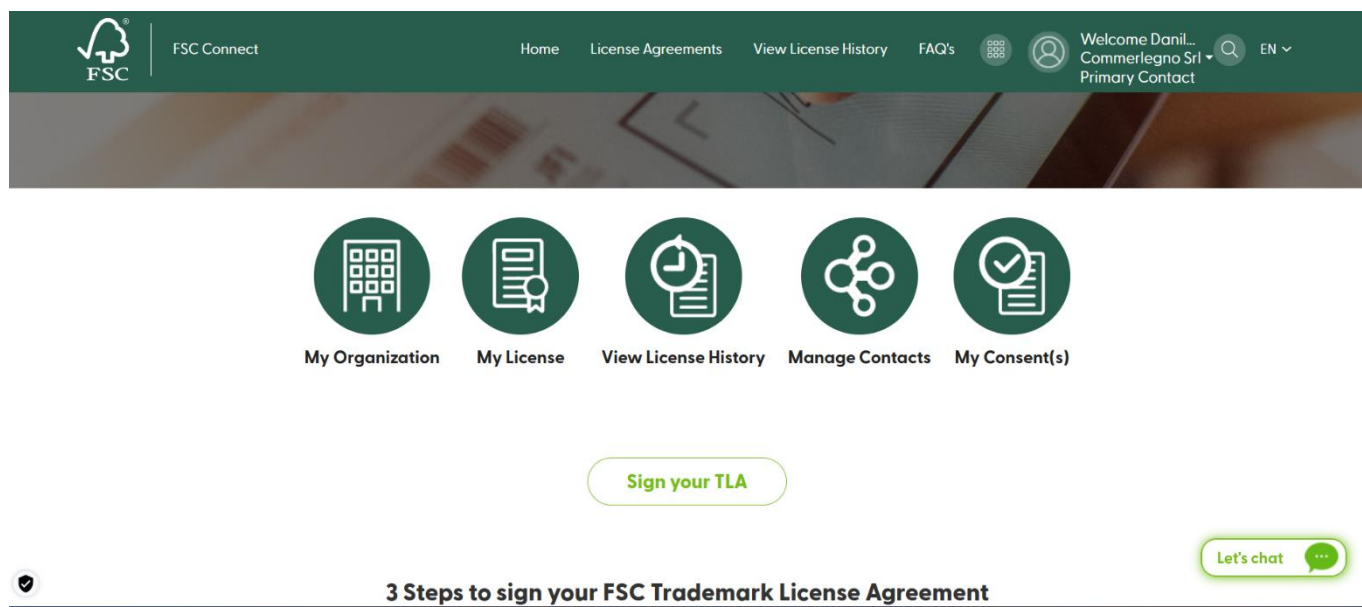 FSC
FSC Connect
Home
License Agreements
View License History
FAQ's
Welcome Danil...
Commerlegno Srl
Primary Contact
EN
My Organization
My License
View License History
Manage Contacts
My Consent(s)
Sign your TLA
Let's chat
3 Steps to sign your FSC Trademark License Agreement